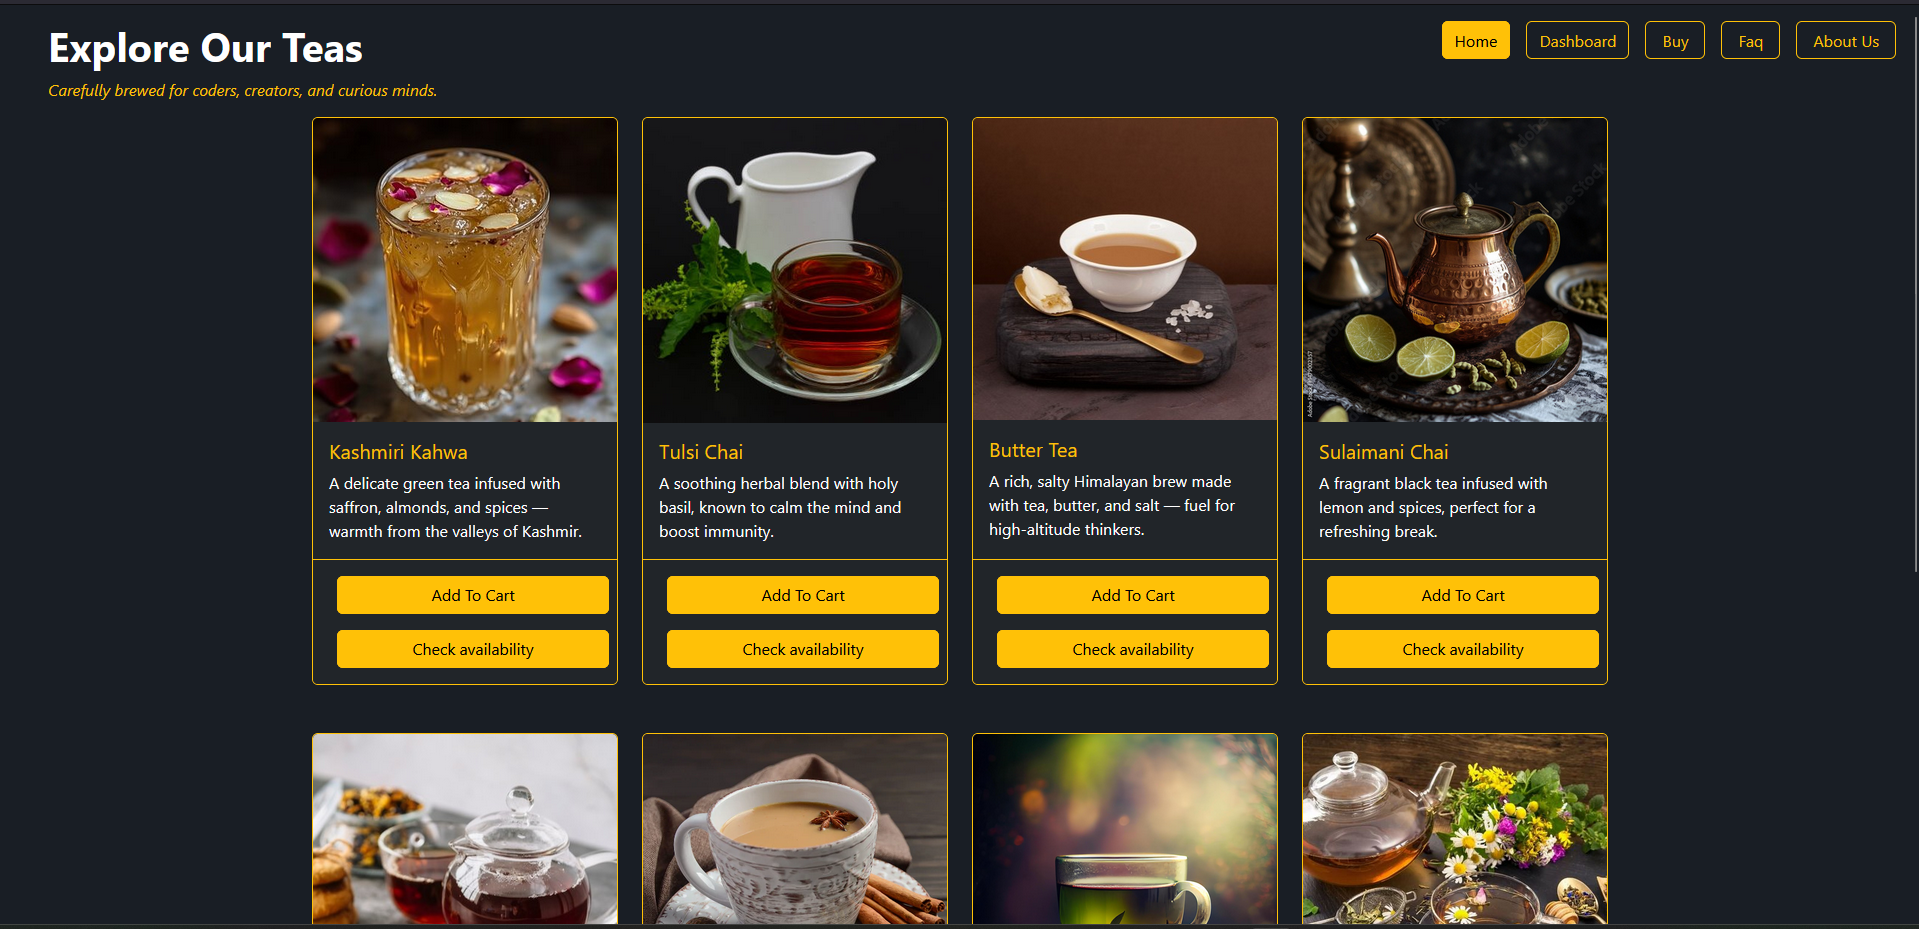 Explore Our Teas
Carefully brewed for coders, creators, and curious minds.
Home
Dashboard
Buy
Faq
About Us
Kashmiri Kahwa
A delicate green tea infused with
saffron, almonds, and spices —
warmth from the valleys of Kashmir.
Add To Cart
Check availability
Tulsi Chai
A soothing herbal blend with holy
basil, known to calm the mind and
boost immunity.
Add To Cart
Check availability
Butter Tea
A rich, salty Himalayan brew made
with tea, butter, and salt — fuel for
high-altitude thinkers.
Add To Cart
Check availability
Adobe Stock
Sulaimani Chai
A fragrant black tea infused with
lemon and spices, perfect for a
refreshing break.
Add To Cart
Check availability